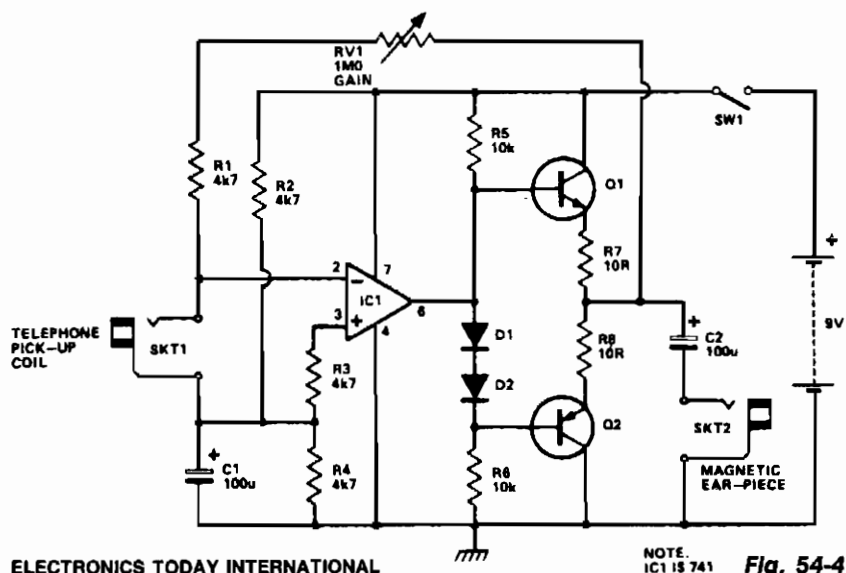 RV1
1M0
GAIN
SW1
R1
4k7
R2
4k7
R5
10k
Q1
R7
10R
+
2
7
−
IC1
6
3
+
4
TELEPHONE
PICK-UP
COIL
SKT1
R3
4k7
D1
D2
R8
10R
+
C2
100u
9V
Q2
SKT2
+
C1
100u
R4
4k7
R6
10k
MAGNETIC
EAR-PIECE
ELECTRONICS TODAY INTERNATIONAL
NOTE.
IC1 IS 741
Fig. 54-4